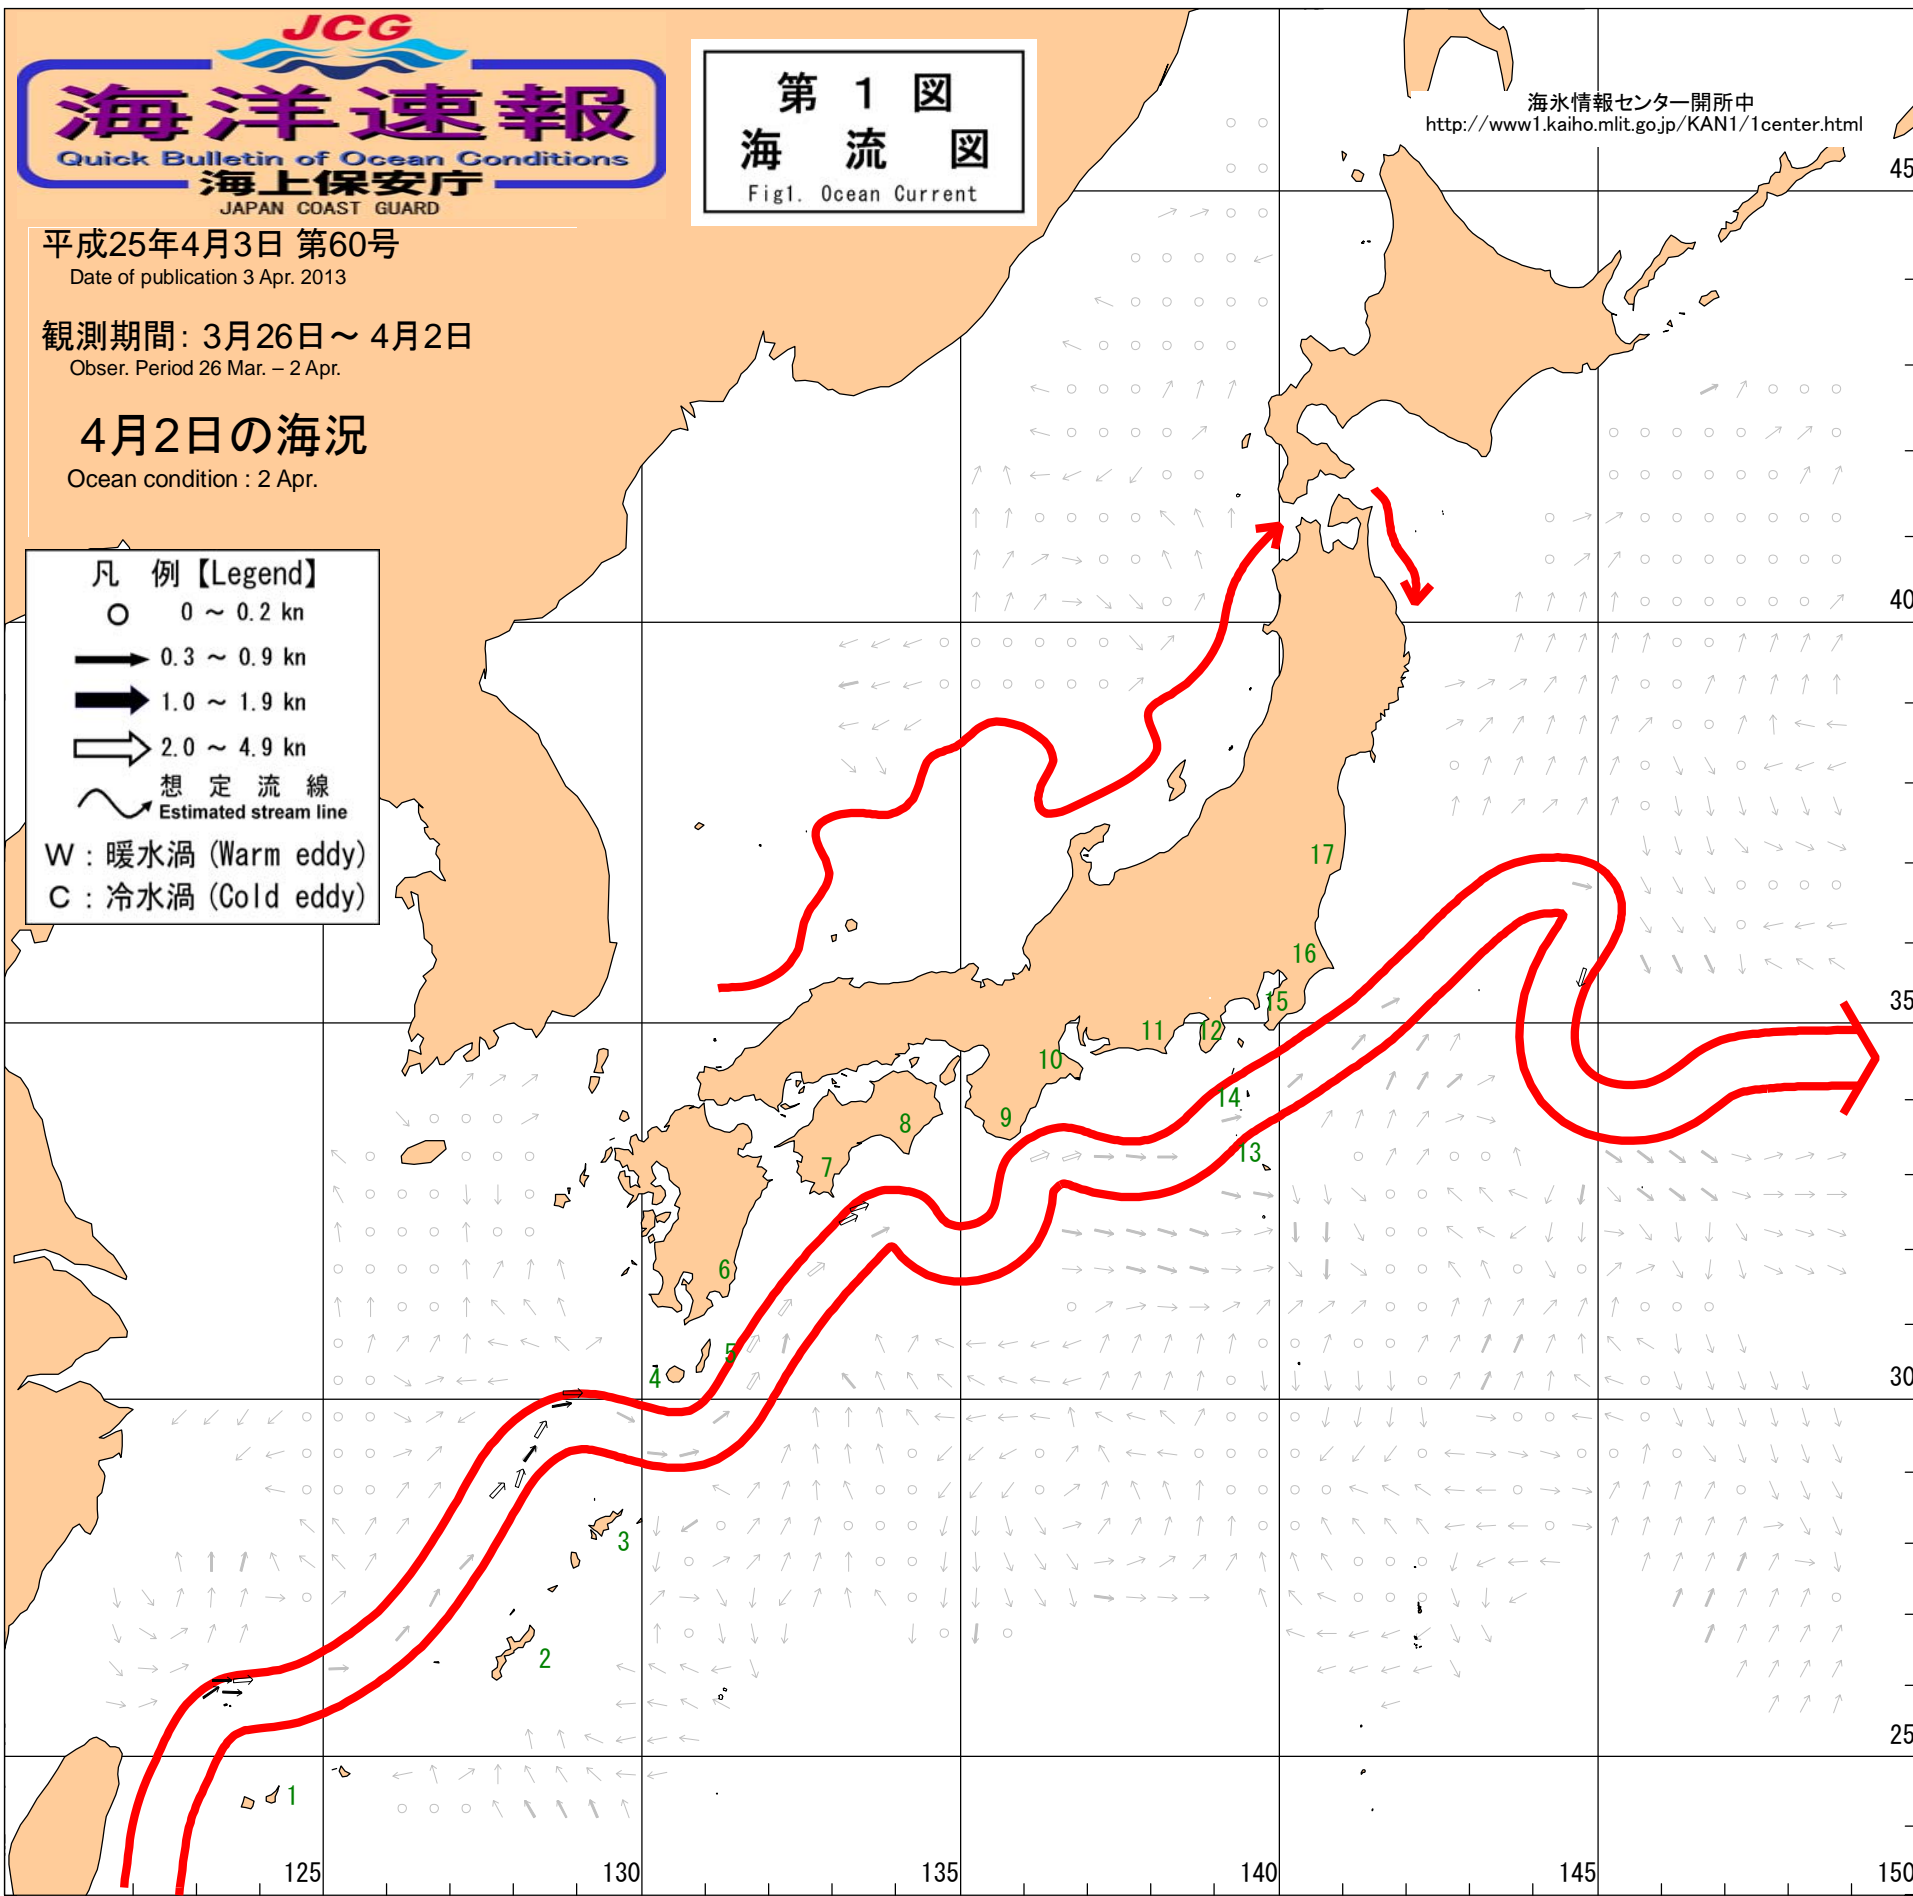 JCG
海洋速報
Quick Bulletin of Ocean Conditions
海上保安庁
JAPAN COAST GUARD
第 1 図
海 流 図
Fig1. Ocean Current
海氷情報センター開所中
http://www1.kaiho.mlit.go.jp/KAN1/1center.html
平成25年4月3日 第60号
Date of publication 3 Apr. 2013
観測期間: 3月26日～ 4月2日
Obser. Period 26 Mar. – 2 Apr.
4月2日の海況
Ocean condition : 2 Apr.
凡 例【Legend】
0 ～ 0.2 kn
0.3 ～ 0.9 kn
1.0 ～ 1.9 kn
2.0 ～ 4.9 kn
想 定 流 線
Estimated stream line
W : 暖水渦 (Warm eddy)
C : 冷水渦 (Cold eddy)
45
40
17
16
35
15
12
11
10
14
9
8
13
7
6
5
4
30
3
2
25
1
125
130
135
140
145
150